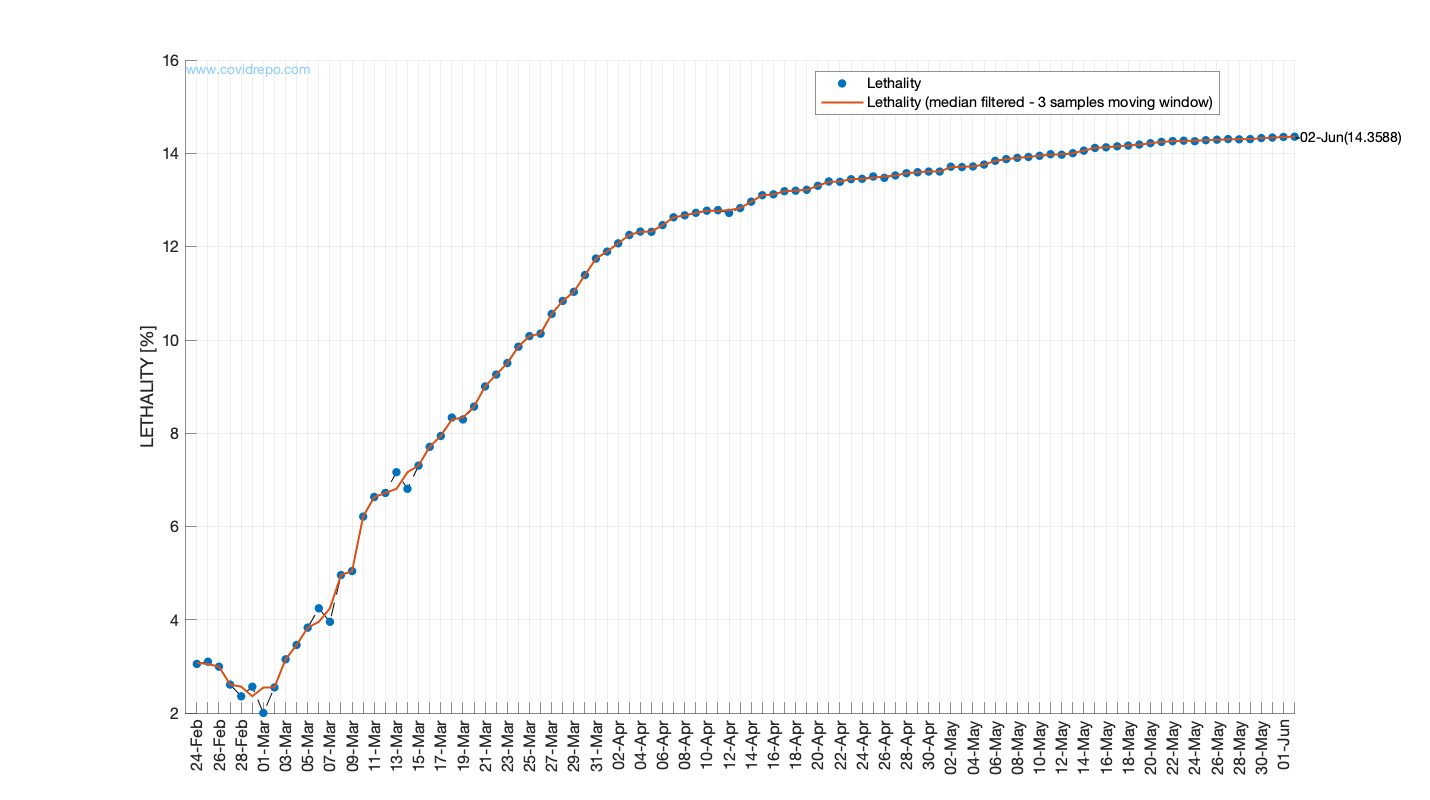 16
www.covidrepo.com
Lethality
Lethality (median filtered - 3 samples moving window)
02-Jun(14.3588)
14
12
10
8
6
4
2
LETHALITY [%]
24-Feb
26-Feb
28-Feb
01-Mar
03-Mar
05-Mar
07-Mar
09-Mar
11-Mar
13-Mar
15-Mar
17-Mar
19-Mar
21-Mar
23-Mar
25-Mar
27-Mar
29-Mar
31-Mar
02-Apr
04-Apr
06-Apr
08-Apr
10-Apr
12-Apr
14-Apr
16-Apr
18-Apr
20-Apr
22-Apr
24-Apr
26-Apr
28-Apr
30-Apr
02-May
04-May
06-May
08-May
10-May
12-May
14-May
16-May
18-May
20-May
22-May
24-May
26-May
28-May
30-May
01-Jun